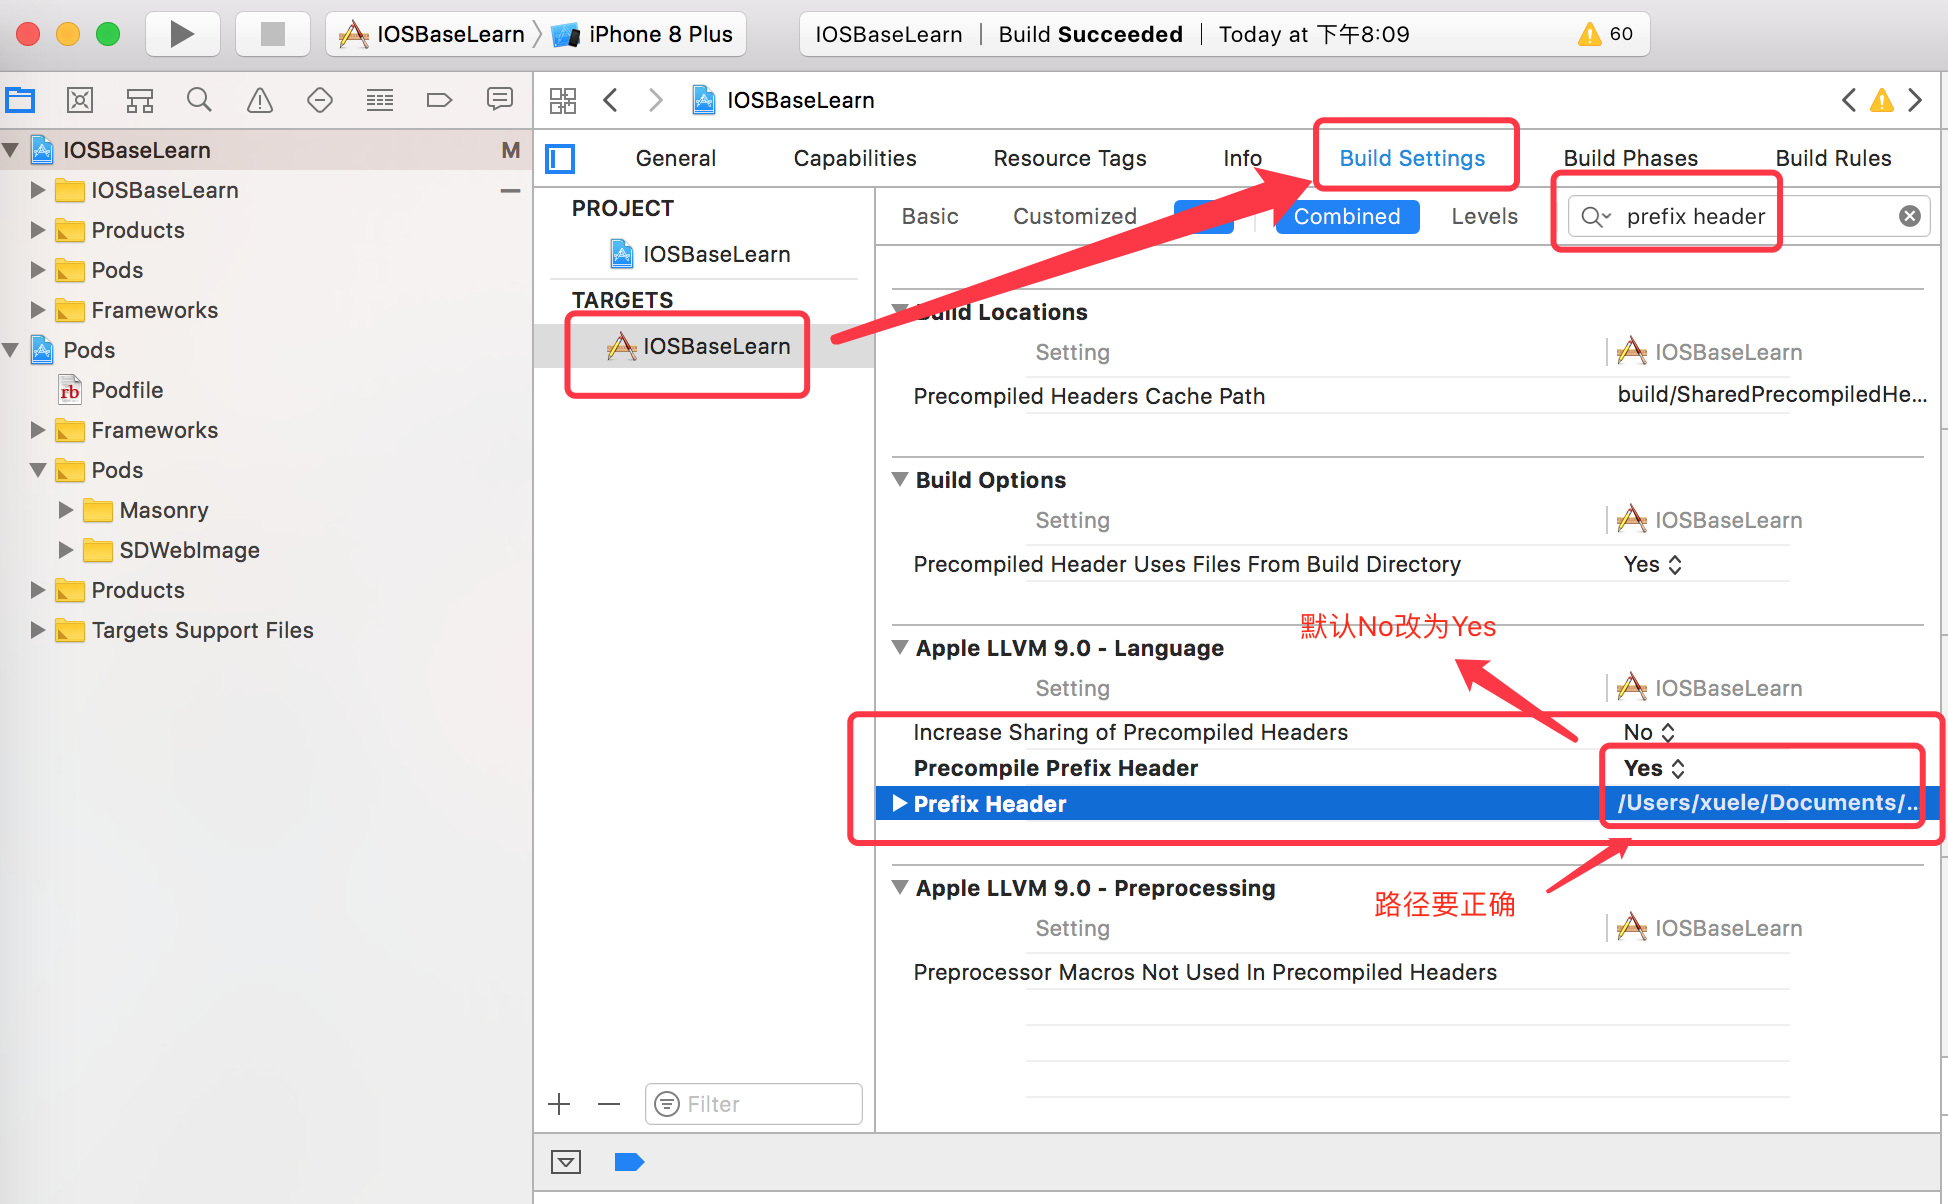 IOSBaseLearn iPhone 8 Plus
IOSBaseLearn | Build Succeeded | Today at 下午8:09 60
IOSBaseLearn
IOSBaseLearn M
IOSBaseLearn
Products
Pods
Frameworks
Pods
Podfile
Frameworks
Pods
Masonry
SDWebImage
Products
Targets Support Files
General Capabilities Resource Tags Info Build Settings Build Phases Build Rules
PROJECT
IOSBaseLearn
TARGETS
IOSBaseLearn
Filter
Basic Customized Combined Levels prefix header
Build Locations
Setting IOSBaseLearn
Precompiled Headers Cache Path build/SharedPrecompiledHe...
Build Options
Setting IOSBaseLearn
Precompiled Header Uses Files From Build Directory Yes
默认No改为Yes
Apple LLVM 9.0 - Language
Setting IOSBaseLearn
Increase Sharing of Precompiled Headers No
Precompile Prefix Header Yes
Prefix Header /Users/xuele/Documents/...
Apple LLVM 9.0 - Preprocessing
路径要正确
Setting IOSBaseLearn
Preprocessor Macros Not Used In Precompiled Headers